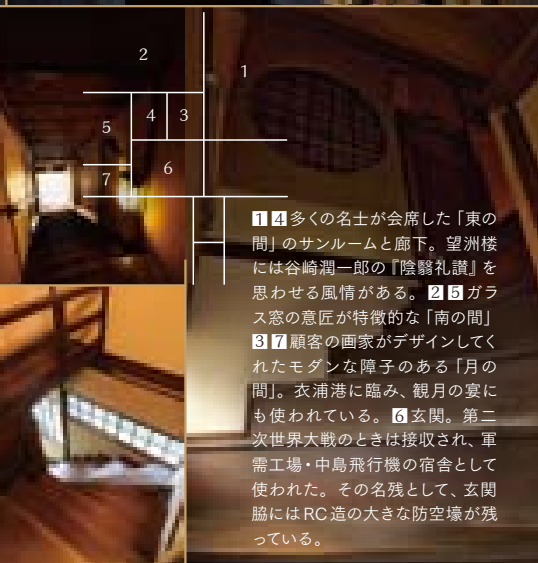 2
1
5
4
3
7
6
1 4 多くの名士が会席した「東の
間」のサンルームと廊下。望洲楼
には谷崎潤一郎の『陰翳礼讃』を
思わせる風情がある。 2 5 ガラ
ス窓の意匠が特徴的な「南の間」
3 7 顧客の画家がデザインしてく
れたモダンな障子のある「月の
間」。衣浦港に臨み、観月の宴に
も使われている。 6 玄関。第二
次世界大戦のときは接収され、軍
需工場・中島飛行機の宿舎として
使われた。その名残として、玄関
脇にはRC造の大きな防空壕が残
っている。